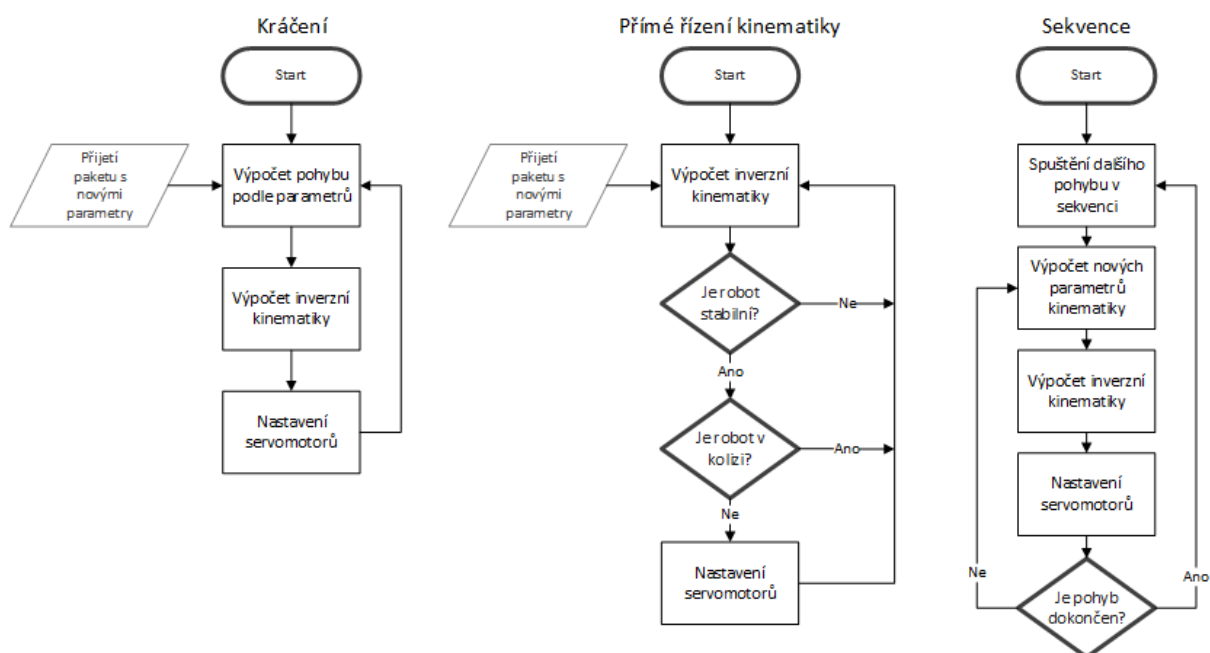 Kráčení
Start
Přijetí
paketu s
novými
parametry
Výpočet pohybu
podle parametrů
Výpočet inverzní
kinematiky
Nastavení
servomotorů
Přímé řízení kinematiky
Start
Přijetí
paketu s
novými
parametry
Výpočet inverzní
kinematiky
Je robot
stabilní?
Ne
Ano
Je robot v
kolizi?
Ano
Ne
Nastavení
servomotorů
Sekvence
Start
Spuštění dalšího
pohybu v
sekvenci
Výpočet nových
parametrů
kinematiky
Výpočet inverzní
kinematiky
Nastavení
servomotorů
Ne
Je pohyb
dokončen?
Ano